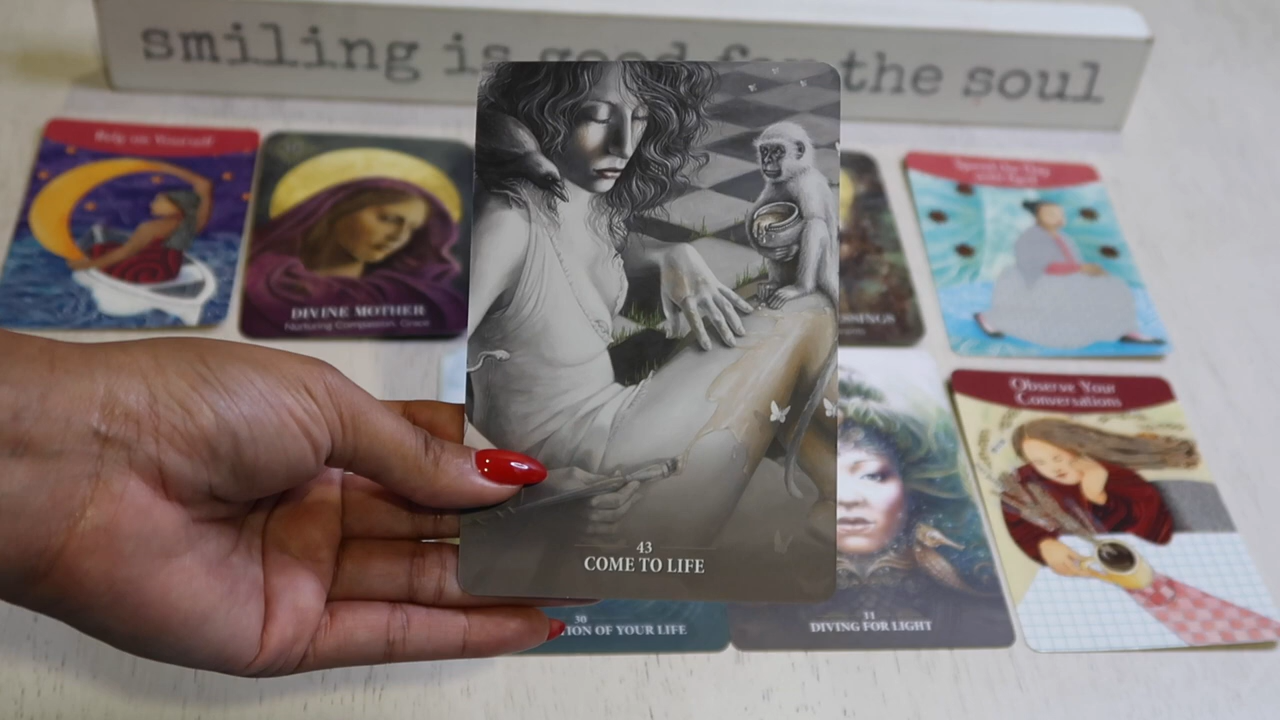 smiling is good for the soul
Rely on Yourself
DIVINE MOTHER
Nurturing Compassion, Grace
43
COME TO LIFE
Observe Your
Conversations
30
TION OF YOUR LIFE
31
DIVING FOR LIGHT